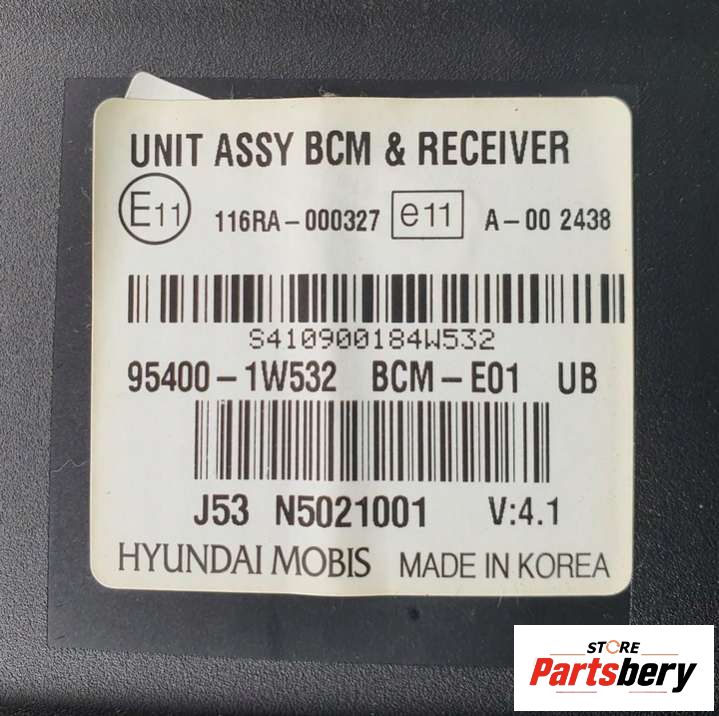 UNIT ASSY BCM & RECEIVER
E11 116RA-000327 e11 A-00 2438
S410900184W532
95400-1W532 BCM-E01 UB
J53 N5021001 V:4.1
HYUNDAI MOBIS MADE IN KOREA
STORE
Partsbery